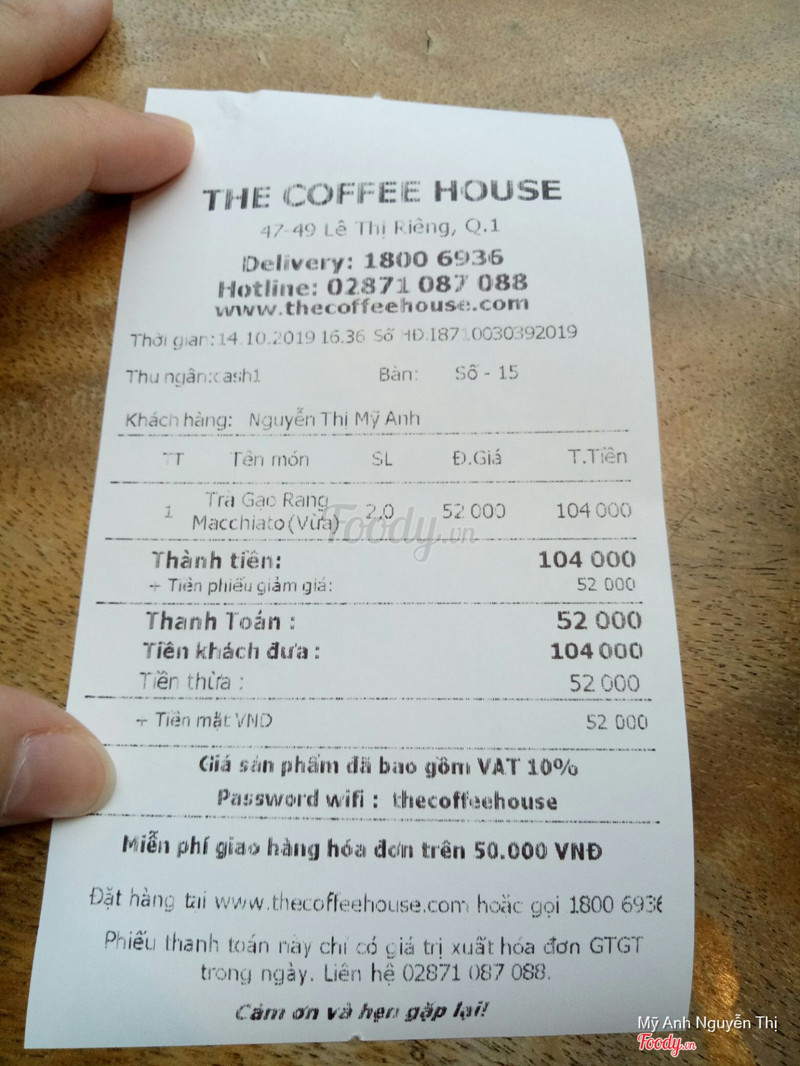 THE COFFEE HOUSE
47-49 Lê Thị Riêng, Q.1
Delivery: 1800 6936
Hotline: 02871 087 088
www.thecoffeehouse.com
Thời gian: 14.10.2019 16.36 Số HĐ:I8710030392019
Thu ngân:cash1 Bàn: Số - 15
Khách hàng: Nguyễn Thị Mỹ Anh
TT Tên món SL Đ.Giá T.Tiền
1 Trà Gạo Rang Macchiato(Vừa) 2.0 52 000 104 000
Foody.vn
Thành tiền: 104 000
+ Tiền phiếu giảm giá: 52 000
Thanh Toán : 52 000
Tiền khách đưa : 104 000
Tiền thừa : 52 000
+ Tiền mặt VND 52 000
Giá sản phẩm đã bao gồm VAT 10%
Password wifi : thecoffeehouse
Miễn phí giao hàng hóa đơn trên 50.000 VNĐ
Đặt hàng tại www.thecoffeehouse.com hoặc gọi 1800 6936
Phiếu thanh toán này chỉ có giá trị xuất hóa đơn GTGT
trong ngày. Liên hệ 02871 087 088.
Cảm ơn và hẹn gặp lại!
Mỹ Anh Nguyễn Thị
Foody.vn